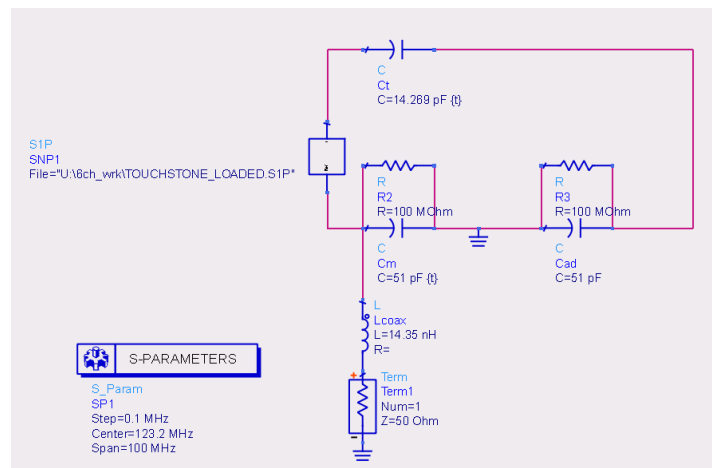 C
Ct
C=14.269 pF {t}
S1P
SNP1
File="U:\6ch_wrk\TOUCHSTONE_LOADED.S1P"
R
R2
R=100 MOhm
R
R3
R=100 MOhm
C
Cm
C=51 pF {t}
C
Cad
C=51 pF
L
Lcoax
L=14.35 nH
R=
S-PARAMETERS
S_Param
SP1
Step=0.1 MHz
Center=123.2 MHz
Span=100 MHz
+
Term
Term1
Num=1
Z=50 Ohm
-